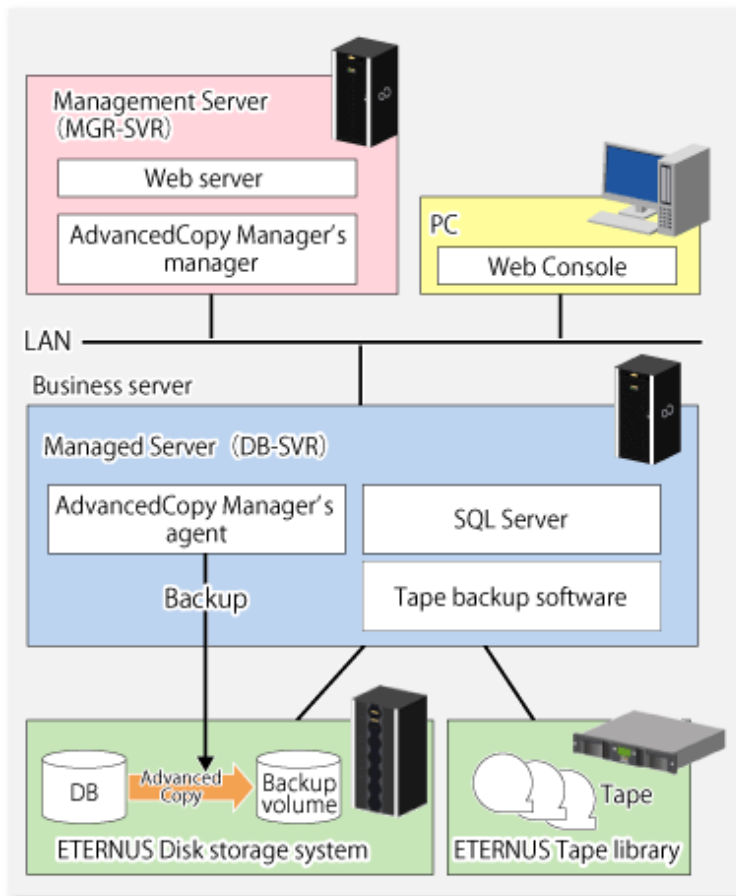 Management Server
(MGR-SVR)
Web server
AdvancedCopy Manager's
manager
PC
Web Console
LAN
Business server
Managed Server (DB-SVR)
AdvancedCopy Manager's
agent
SQL Server
Backup
Tape backup software
DB
Advanced
Copy
Backup
volume
ETERNUS Disk storage system
Tape
ETERNUS Tape library